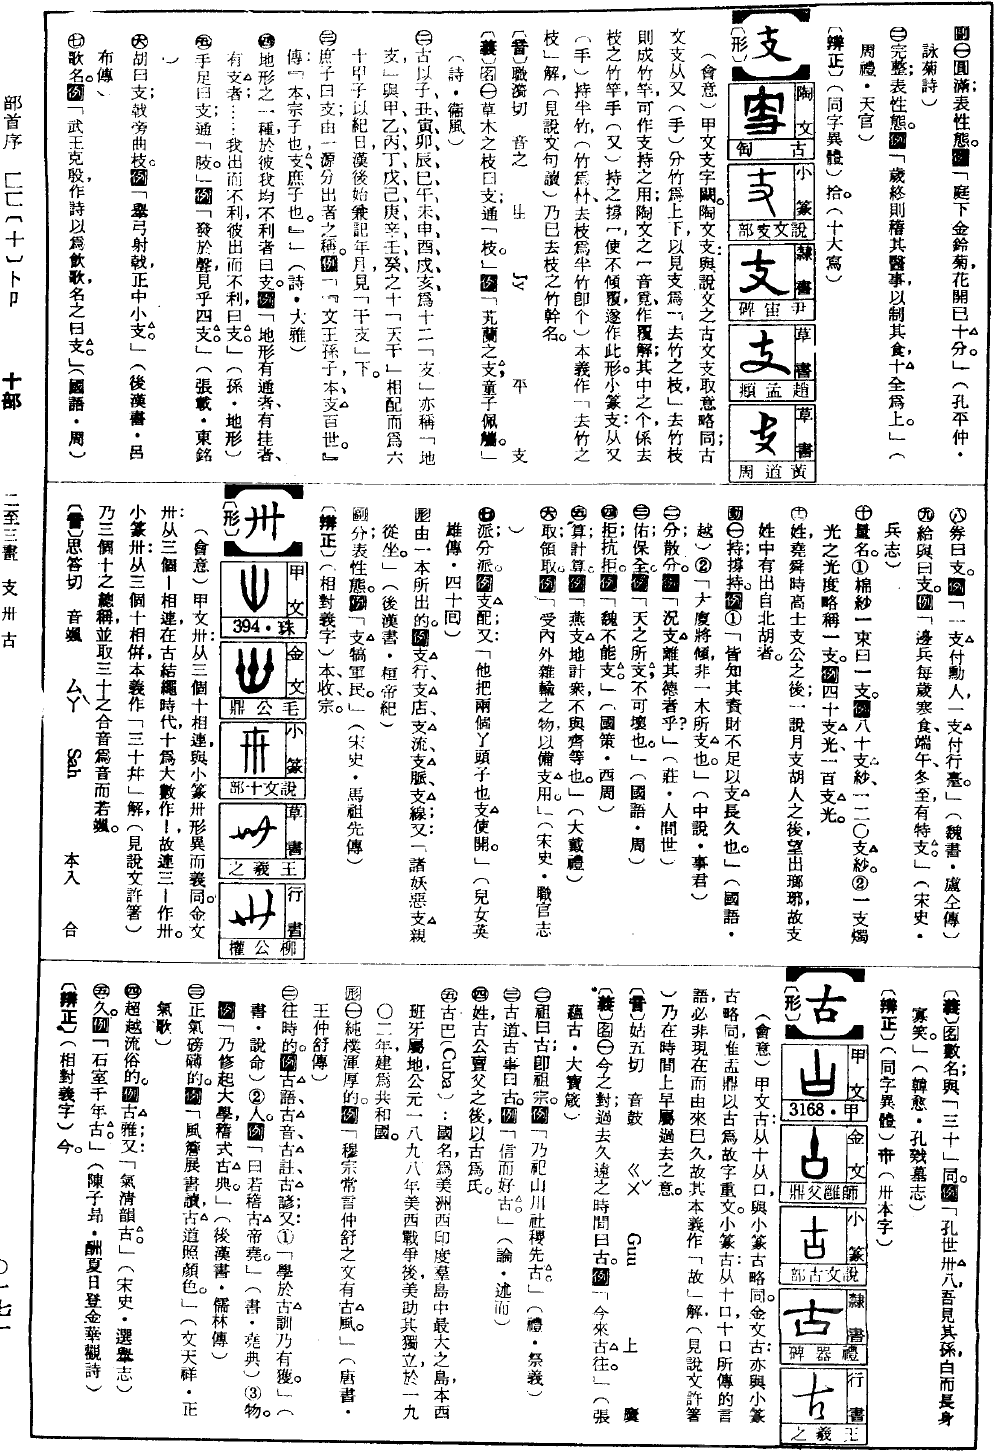 副㊀圓滿表性態。例「庭下金鈴菊花開已十分。」(孔平仲・
詠菊詩)
㊁完整表性態。例「歲終則稽其醫事以制其食十全爲上。」(
周禮・天官)
〔辨正〕(同字異體)拾。(十大寫)
支
〔形〕
陶文 古匋
小篆 說文支部
隸書 尹宙碑
草書 趙孟頫
草書 黃道周
(會意)甲文支字闕。陶文支:與說文之古文支取意略同;古
文支从又(手)分竹爲上下以見支爲「去竹之枝」去竹枝
則成竹竿可作支持之用;陶文之一音覓,作覆解;其中之个係去
枝之竹竿,手(又)持之撐一使不傾覆,遂作此形。小篆支:从又
(手)持半竹,(竹爲林去枝爲半竹卽个)本義作「去竹之
枝」解,(見說文句讀)乃已去枝之竹幹名。
〔音〕職濁切 音之 ㄓ Jy 平 支
〔義〕名㊀草木之枝曰支;通「枝。」例「芄蘭之支,童子佩觿」
(詩・衞風)
㊁古以子、丑、寅、卯、辰、巳、午、未、申、酉、戌、亥爲十二「支」亦稱「地
支,」與甲乙丙丁戊己庚辛壬癸之十「天干」相配而爲六
十甲子以紀日,漢後始兼記年月,見「干支」下。
㊂庶子曰支;由一源分出者之稱。例『「文王孫子,本支百世。』
傳:『本宗子也,支庶子也。』」(詩・大雅)
㊃地形之一種,於彼我均不利者曰支。例「地形有通者、有挂者、
有支者;……我出而不利,彼出而不利,曰支。」(孫・地形)
㊄手足曰支;通「肢。」例「發於聲,見乎四支。」(張載・東銘
)
㊅胡曰支;戟旁曲枝。例「舉弓射戟,正中小支。」(後漢書・呂
布傳)
㊆歌名。例「武王克殷,作詩以爲飫歌,名之曰支。」(國語・周)
㊇券曰支。例「一支付勳人,一支付行臺。」(魏書・盧仝傳)
㊈給與曰支。例「邊兵每歲寒食、端午、冬至,有特支。」(宋史・
兵志)
㊉量名。①棉紗一束曰一支。例八十支紗、一二〇支紗。②一支燭
光之光度略稱一支。例四十支光、一百支光。
⑪姓,堯舜時高士支父之後;一說月支胡人之後,望出瑯琊,故支
姓中有出自北胡者。
動㊀持;撐持。例①「皆知其資財不足以支長久也。」(國語・
越)②「大廈將傾,非一木所支也。」(中說・事君)
㊁分散;分。例「況支離其德者乎?」(莊・人間世)
㊂佑;保全。例「天之所支,不可壞也。」(國語・周)
㊃拒;抗拒。例「魏不能支。」(國策・西周)
㊄算;計算。例「燕支地計衆,不與齊等也。」(大戴禮)
㊅取;領取。例「受內外雜輸之物,以備支用。」(宋史・職官志
)
㊆派;分派。例支配;又:「他把兩個丫頭子也支使開。」(兒女英
雄傳・四十回)
形由一本所出的。例支行、支店、支流、支脈、支線;又:「諸妖惡支親
從坐。」(後漢書・桓帝紀)
副分;表性態。例「支犒軍民。」(宋史・馬祖先傳)
〔辨正〕(相對義字)本、收、宗。
卅
〔形〕
甲文 394・珠
金文 毛公鼎
小篆 說文十部
草書 王羲之
行書 柳公權
(會意)甲文卅:从三個十相連,與小篆卅形異而義同。金文
卅:从三個丨相連,在古結繩時代,十爲大數作丨,故連三丨作卅。
小篆卅:从三個十相倂,本義作「三十幷」解,(見說文許箸)
乃三個十之總稱,並取三十之合音爲音而若颯。
〔音〕思答切 音颯 ㄙㄚˋ Sah 本入 合
〔義〕名數名;與「三十」同。例「孔世卅八,吾見其孫,白而長身
寡笑。」(韓愈・孔戣墓志)
〔辨正〕(同字異體)卋(卅本字)
古
〔形〕
甲文 3168・甲
金文 師雝父鼎
小篆 說文古部
隸書 禮器碑
行書 王羲之
(會意)甲文古:从十从口,與小篆古略同。金文古:亦與小篆
古略同,惟盂鼎以古爲故字重文。小篆古:从十口,十口所傳的言
語,必非現在而由來已久,故其本義作「故」解,(見說文許箸
)乃在時間上早屬過去之意。
〔音〕姑五切 音鼓 ㄍㄨˇ Guu 上 麌
〔義〕名㊀今之對;過去久遠之時間曰古。例「今來古往。」(張
蘊古・大寶箴)
㊁祖曰古;卽祖宗。例「乃祀山川社稷先古。」(禮・祭義)
㊂古道、古事曰古。例「信而好古。」(論・述而)
㊃姓,古公亶父之後,以古爲氏。
㊄古巴(Cuba):國名,爲美洲西印度羣島中最大之島,本西
班牙屬地,公元一八九八年美西戰爭後,美助其獨立,於一九
〇二年建爲共和國。
形㊀純樸渾厚的。例「穆宗常言仲舒之文有古風。」(唐書・
王仲舒傳)
㊁往時的。例古語、古音、古註、古諺;又:①「學於古訓乃有獲」(
書・說命)②人。例「曰若稽古帝堯。」(書・堯典)③物。
例「乃修起大學,稽式古典。」(後漢書・儒林傳)
㊂正氣磅礴的。例「風簷展書讀,古道照顏色。」(文天祥・正
氣歌)
㊃超越流俗的。例古雅;又:「氣清韻古。」(宋史・選舉志)
㊄久。例「石室千年古。」(陳子昂・酬夏日登金華觀詩)
〔辨正〕(相對義字)今。
部首序 匚匸〔十〕卜卩 十部 二至三畫 支 卅 古 〇一七一